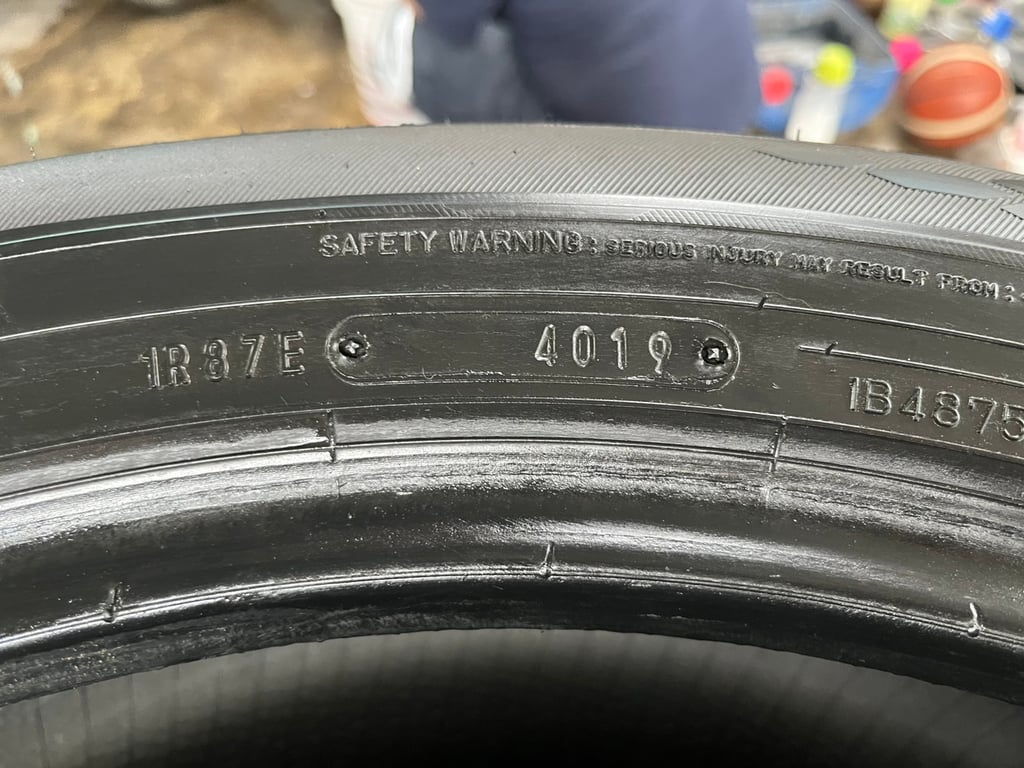 SAFETY WARNING: SERIOUS INJURY MAY RESULT FROM:
1R87E 4019
1B4875